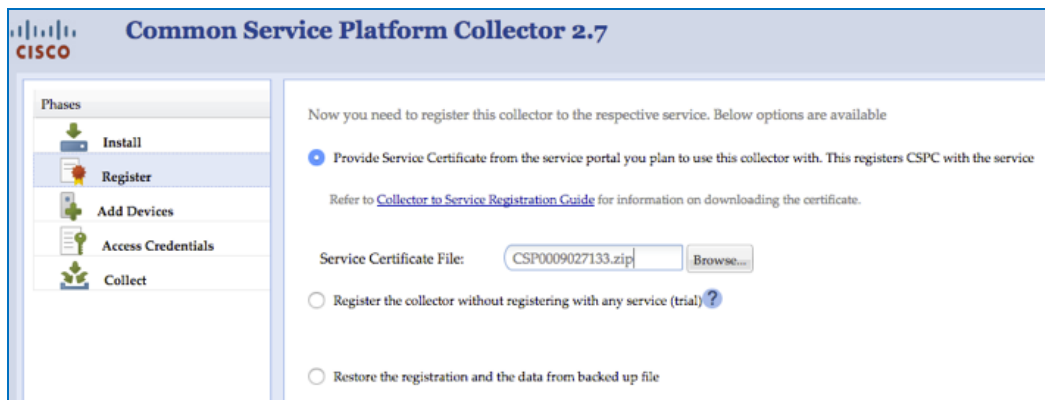 CISCO
Common Service Platform Collector 2.7
Phases
Install
Register
Add Devices
Access Credentials
Collect
Now you need to register this collector to the respective service. Below options are available
Provide Service Certificate from the service portal you plan to use this collector with. This registers CSPC with the service
Refer to Collector to Service Registration Guide for information on downloading the certificate.
Service Certificate File: CSP0009027133.zip Browse...
Register the collector without registering with any service (trial) ?
Restore the registration and the data from backed up file